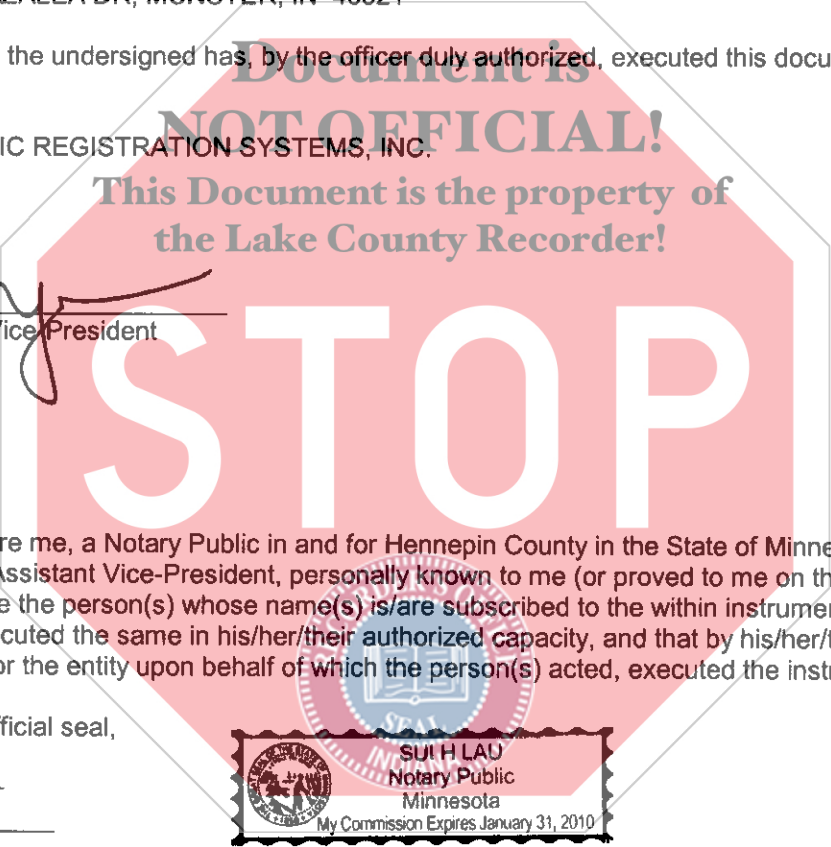 DR, MUNSTER, IN
Document is
the undersigned has, by the officer duly authorized, executed this docu
NOT OFFICIAL!
IC REGISTRATION SYSTEMS, INC.
This Document is the property of
the Lake County Recorder!
Vice-President
STOP
re me, a Notary Public in and for Hennepin County in the State of Minne
Assistant Vice-President, personally known to me (or proved to me on th
e the person(s) whose name(s) is/are subscribed to the within instrumen
cuted the same in his/her/their authorized capacity, and that by his/her/t
or the entity upon behalf of which the person(s) acted, executed the instr
ficial seal,
SEAL
INDIANA
SUI H LAU
Notary Public
Minnesota
My Commission Expires January 31, 2010